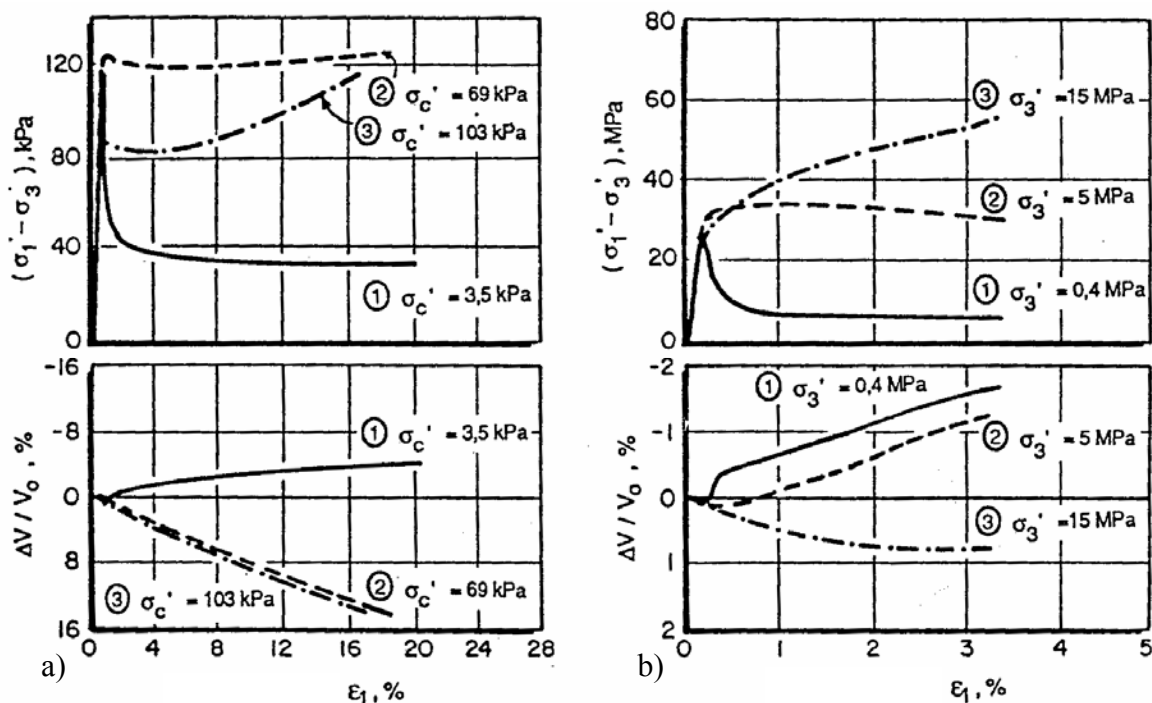 (σ₁' - σ₃'), kPa
120
80
40
0
② σc' = 69 kPa
③ σc' = 103 kPa
① σc' = 3,5 kPa
-16
-8
0
8
16
ΔV / Vo, %
① σc' = 3,5 kPa
③ σc' = 103 kPa
② σc' = 69 kPa
0 4 8 12 16 20 24 28
a)
ε₁, %
(σ₁' - σ₃'), MPa
80
60
40
20
0
③ σ₃' = 15 MPa
② σ₃' = 5 MPa
① σ₃' = 0,4 MPa
-2
-1
0
1
2
ΔV / Vo, %
① σ₃' = 0,4 MPa
② σ₃' = 5 MPa
③ σ₃' = 15 MPa
0 1 2 3 4 5
b)
ε₁, %